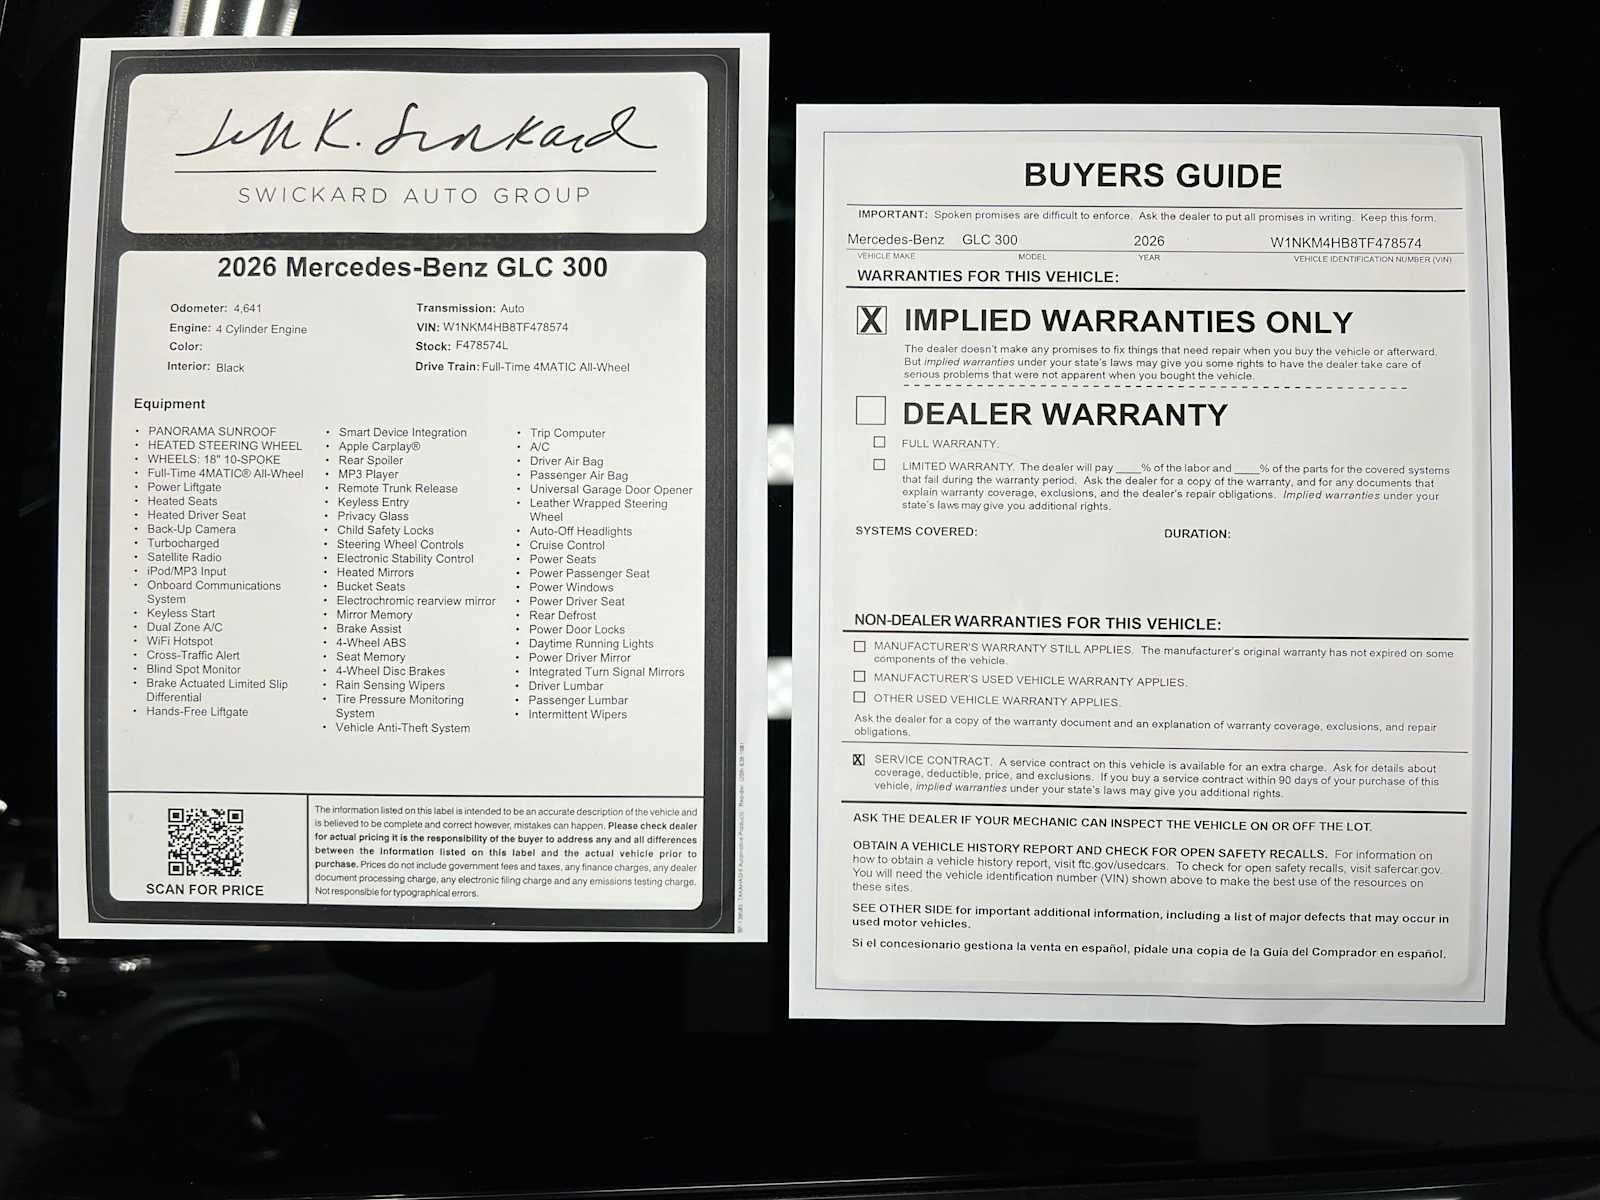 Jeff K. Swickard
SWICKARD AUTO GROUP
2026 Mercedes-Benz GLC 300
Odometer: 4,641
Engine: 4 Cylinder Engine
Color:
Interior: Black
Transmission: Auto
VIN: W1NKM4HB8TF478574
Stock: F478574L
Drive Train: Full-Time 4MATIC All-Wheel
Equipment
• PANORAMA SUNROOF
• HEATED STEERING WHEEL
• WHEELS: 18" 10-SPOKE
• Full-Time 4MATIC® All-Wheel
• Power Liftgate
• Heated Seats
• Heated Driver Seat
• Back-Up Camera
• Turbocharged
• Satellite Radio
• iPod/MP3 Input
• Onboard Communications
System
• Keyless Start
• Dual Zone A/C
• WiFi Hotspot
• Cross-Traffic Alert
• Blind Spot Monitor
• Brake Actuated Limited Slip
Differential
• Hands-Free Liftgate
• Smart Device Integration
• Apple Carplay®
• Rear Spoiler
• MP3 Player
• Remote Trunk Release
• Keyless Entry
• Privacy Glass
• Child Safety Locks
• Steering Wheel Controls
• Electronic Stability Control
• Heated Mirrors
• Bucket Seats
• Electrochromic rearview mirror
• Mirror Memory
• Brake Assist
• 4-Wheel ABS
• Seat Memory
• 4-Wheel Disc Brakes
• Rain Sensing Wipers
• Tire Pressure Monitoring
System
• Vehicle Anti-Theft System
• Trip Computer
• A/C
• Driver Air Bag
• Passenger Air Bag
• Universal Garage Door Opener
• Leather Wrapped Steering
Wheel
• Auto-Off Headlights
• Cruise Control
• Power Seats
• Power Passenger Seat
• Power Windows
• Power Driver Seat
• Rear Defrost
• Power Door Locks
• Daytime Running Lights
• Power Driver Mirror
• Integrated Turn Signal Mirrors
• Driver Lumbar
• Passenger Lumbar
• Intermittent Wipers
SCAN FOR PRICE
The information listed on this label is intended to be an accurate description of the vehicle and
is believed to be complete and correct however, mistakes can happen. Please check dealer
for actual pricing it is the responsibility of the buyer to address any and all differences
between the information listed on this label and the actual vehicle prior to
purchase. Prices do not include government fees and taxes, any finance charges, any dealer
document processing charge, any electronic filing charge and any emissions testing charge.
Not responsible for typographical errors.
BUYERS GUIDE
IMPORTANT: Spoken promises are difficult to enforce. Ask the dealer to put all promises in writing. Keep this form.
Mercedes-Benz GLC 300 2026 W1NKM4HB8TF478574
VEHICLE MAKE MODEL YEAR VEHICLE IDENTIFICATION NUMBER (VIN)
WARRANTIES FOR THIS VEHICLE:
X IMPLIED WARRANTIES ONLY
The dealer doesn't make any promises to fix things that need repair when you buy the vehicle or afterward.
But implied warranties under your state's laws may give you some rights to have the dealer take care of
serious problems that were not apparent when you bought the vehicle.
DEALER WARRANTY
FULL WARRANTY.
LIMITED WARRANTY. The dealer will pay ____% of the labor and ____% of the parts for the covered systems
that fail during the warranty period. Ask the dealer for a copy of the warranty, and for any documents that
explain warranty coverage, exclusions, and the dealer's repair obligations. Implied warranties under your
state's laws may give you additional rights.
SYSTEMS COVERED: DURATION:
NON-DEALER WARRANTIES FOR THIS VEHICLE:
MANUFACTURER'S WARRANTY STILL APPLIES. The manufacturer's original warranty has not expired on some
components of the vehicle.
MANUFACTURER'S USED VEHICLE WARRANTY APPLIES.
OTHER USED VEHICLE WARRANTY APPLIES.
Ask the dealer for a copy of the warranty document and an explanation of warranty coverage, exclusions, and repair
obligations.
X SERVICE CONTRACT. A service contract on this vehicle is available for an extra charge. Ask for details about
coverage, deductible, price, and exclusions. If you buy a service contract within 90 days of your purchase of this
vehicle, implied warranties under your state's laws may give you additional rights.
ASK THE DEALER IF YOUR MECHANIC CAN INSPECT THE VEHICLE ON OR OFF THE LOT.
OBTAIN A VEHICLE HISTORY REPORT AND CHECK FOR OPEN SAFETY RECALLS. For information on
how to obtain a vehicle history report, visit ftc.gov/usedcars. To check for open safety recalls, visit safercar.gov.
You will need the vehicle identification number (VIN) shown above to make the best use of the resources on
these sites.
SEE OTHER SIDE for important additional information, including a list of major defects that may occur in
used motor vehicles.
Si el concesionario gestiona la venta en español, pídale una copia de la Guía del Comprador en español.